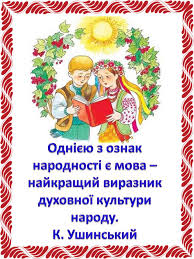 Однією з ознак
народності є мова –
найкращий виразник
духовної культури
народу.
К. Ушинський